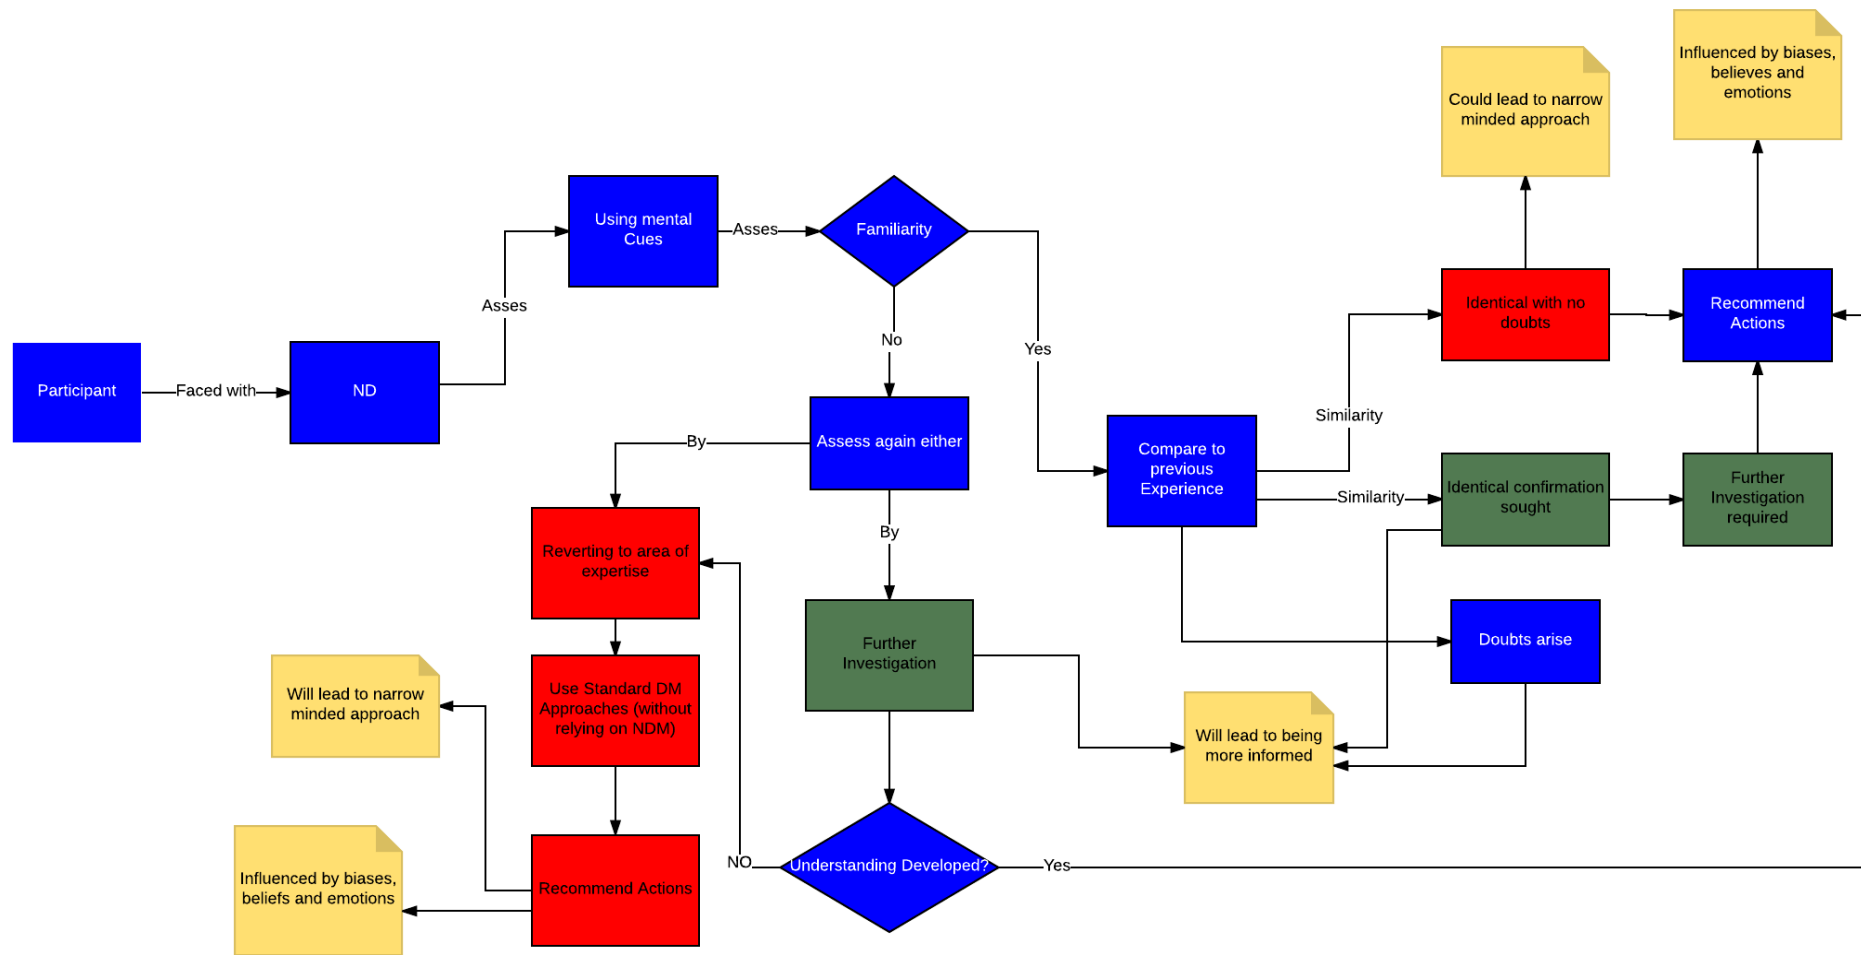 Influenced by biases,
believes and
emotions
Could lead to narrow
minded approach
Using mental
Cues
Asses
Familiarity
Asses
Identical with no
doubts
Recommend
Actions
No
Yes
Participant
Faced with
ND
Similarity
By
Assess again either
Compare to
previous
Experience
Similarity
Identical confirmation
sought
Further
Investigation
required
By
Reverting to area of
expertise
Further
Investigation
Doubts arise
Will lead to narrow
minded approach
Use Standard DM
Approaches (without
relying on NDM)
Will lead to being
more informed
NO
Understanding Developed?
Yes
Influenced by biases,
beliefs and emotions
Recommend Actions